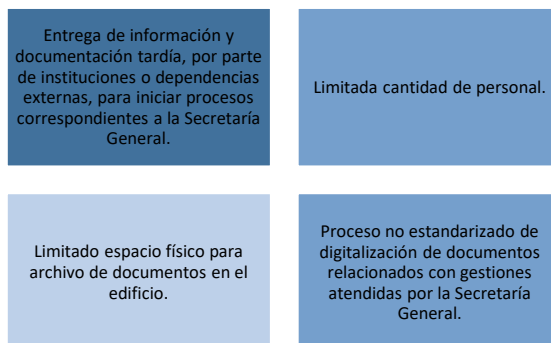 Entrega de información y
documentación tardía, por parte
de instituciones o dependencias
externas, para iniciar procesos
correspondientes a la Secretaría
General.
Limitada cantidad de personal.
Limitado espacio físico para
archivo de documentos en el
edificio.
Proceso no estandarizado de
digitalización de documentos
relacionados con gestiones
atendidas por la Secretaría
General.